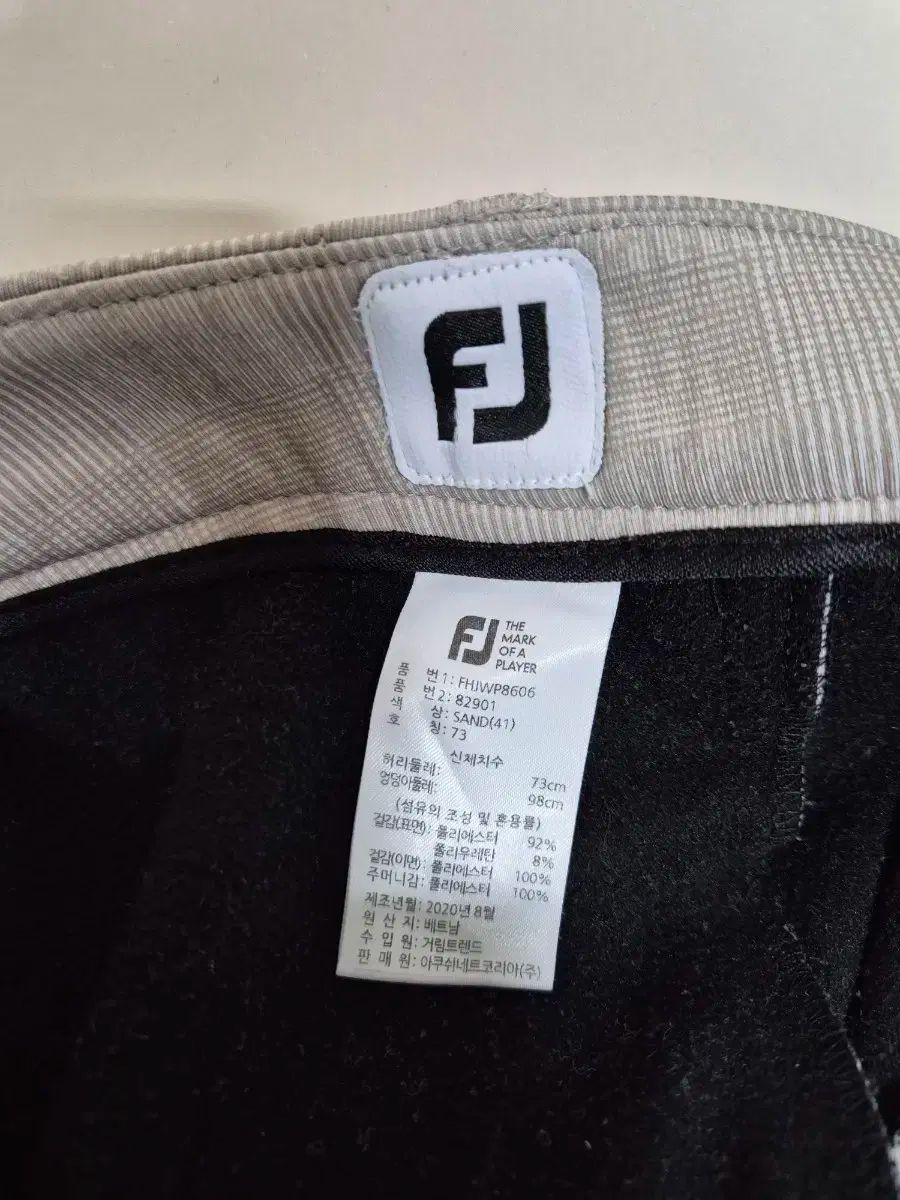 FJ
FJ THE
MARK
OF A
PLAYER
품 번1: FHJWP8606
품 번2: 82901
색 상: SAND(41)
호 칭: 73
신체치수
허리둘레: 73cm
엉덩이둘레: 98cm
(섬유의 조성 및 혼용률)
겉감(표면): 폴리에스터 92%
폴리우레탄 8%
겉감(이면): 폴리에스터 100%
주머니감: 폴리에스터 100%
제조년월: 2020년 8월
원 산 지: 베트남
수 입 원: 거림트렌드
판 매 원: 아쿠쉬네트코리아(주)